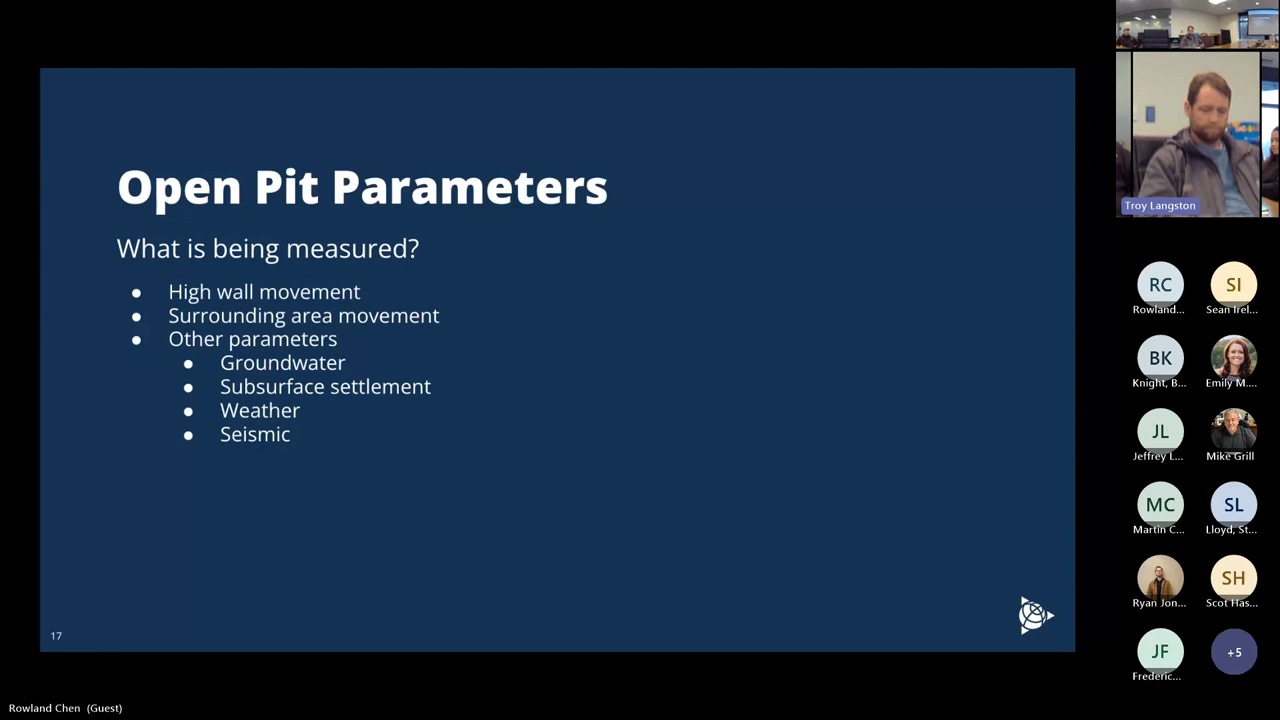 Open Pit Parameters
What is being measured?
● High wall movement
● Surrounding area movement
● Other parameters
● Groundwater
● Subsurface settlement
● Weather
● Seismic
17
Troy Langston
RC
Rowland...
SI
Sean Irel...
BK
Knight, B...
Emily M....
JL
Jeffrey L...
Mike Grill
MC
Martin C...
SL
Lloyd, St...
Ryan Jon...
SH
Scot Has...
JF
Frederic...
+5
Rowland Chen (Guest)